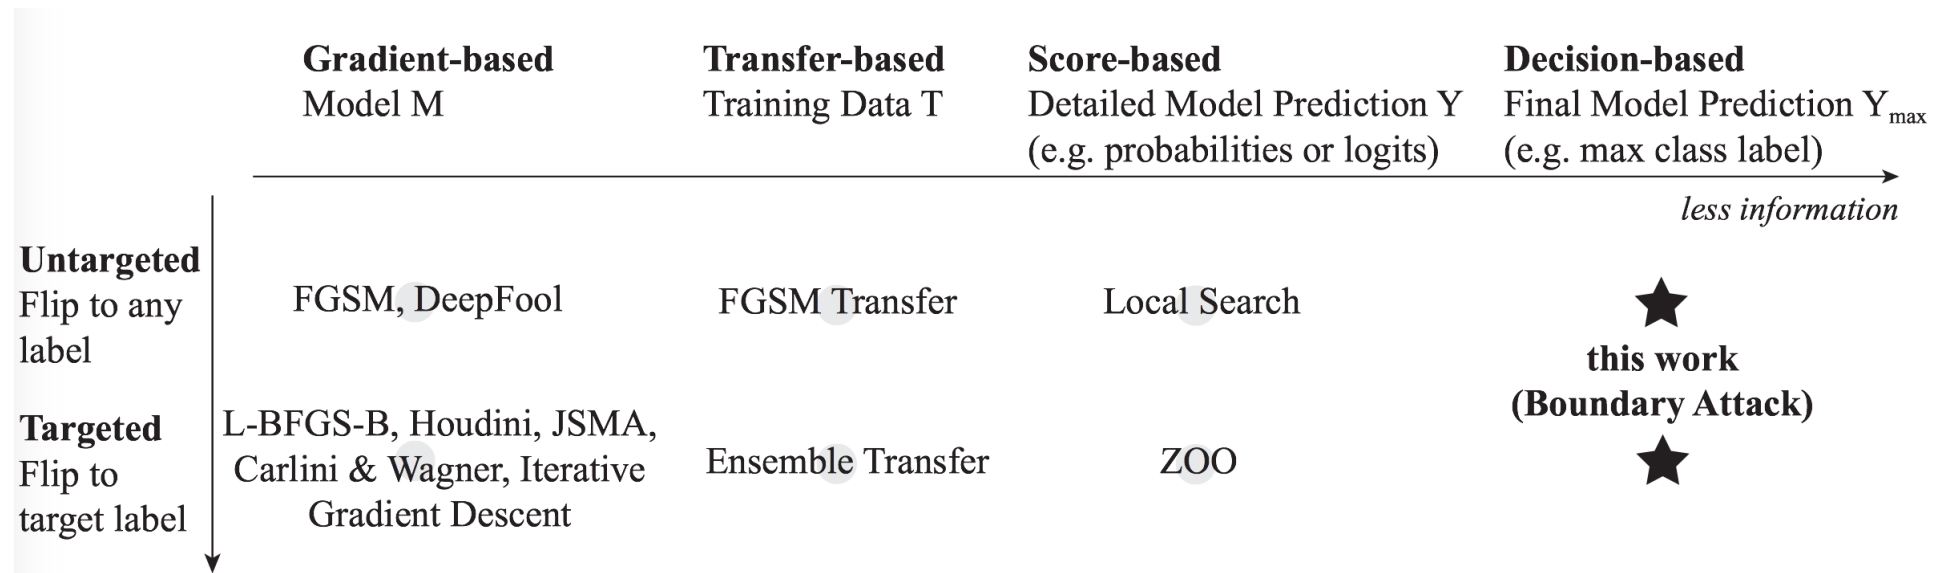 Gradient-based
Model M
Transfer-based
Training Data T
Score-based
Detailed Model Prediction Y
(e.g. probabilities or logits)
Decision-based
Final Model Prediction Ymax
(e.g. max class label)
less information
Untargeted
Flip to any
label
FGSM, DeepFool
FGSM Transfer
Local Search
this work
(Boundary Attack)
Targeted
Flip to
target label
L-BFGS-B, Houdini, JSMA,
Carlini & Wagner, Iterative
Gradient Descent
Ensemble Transfer
ZOO